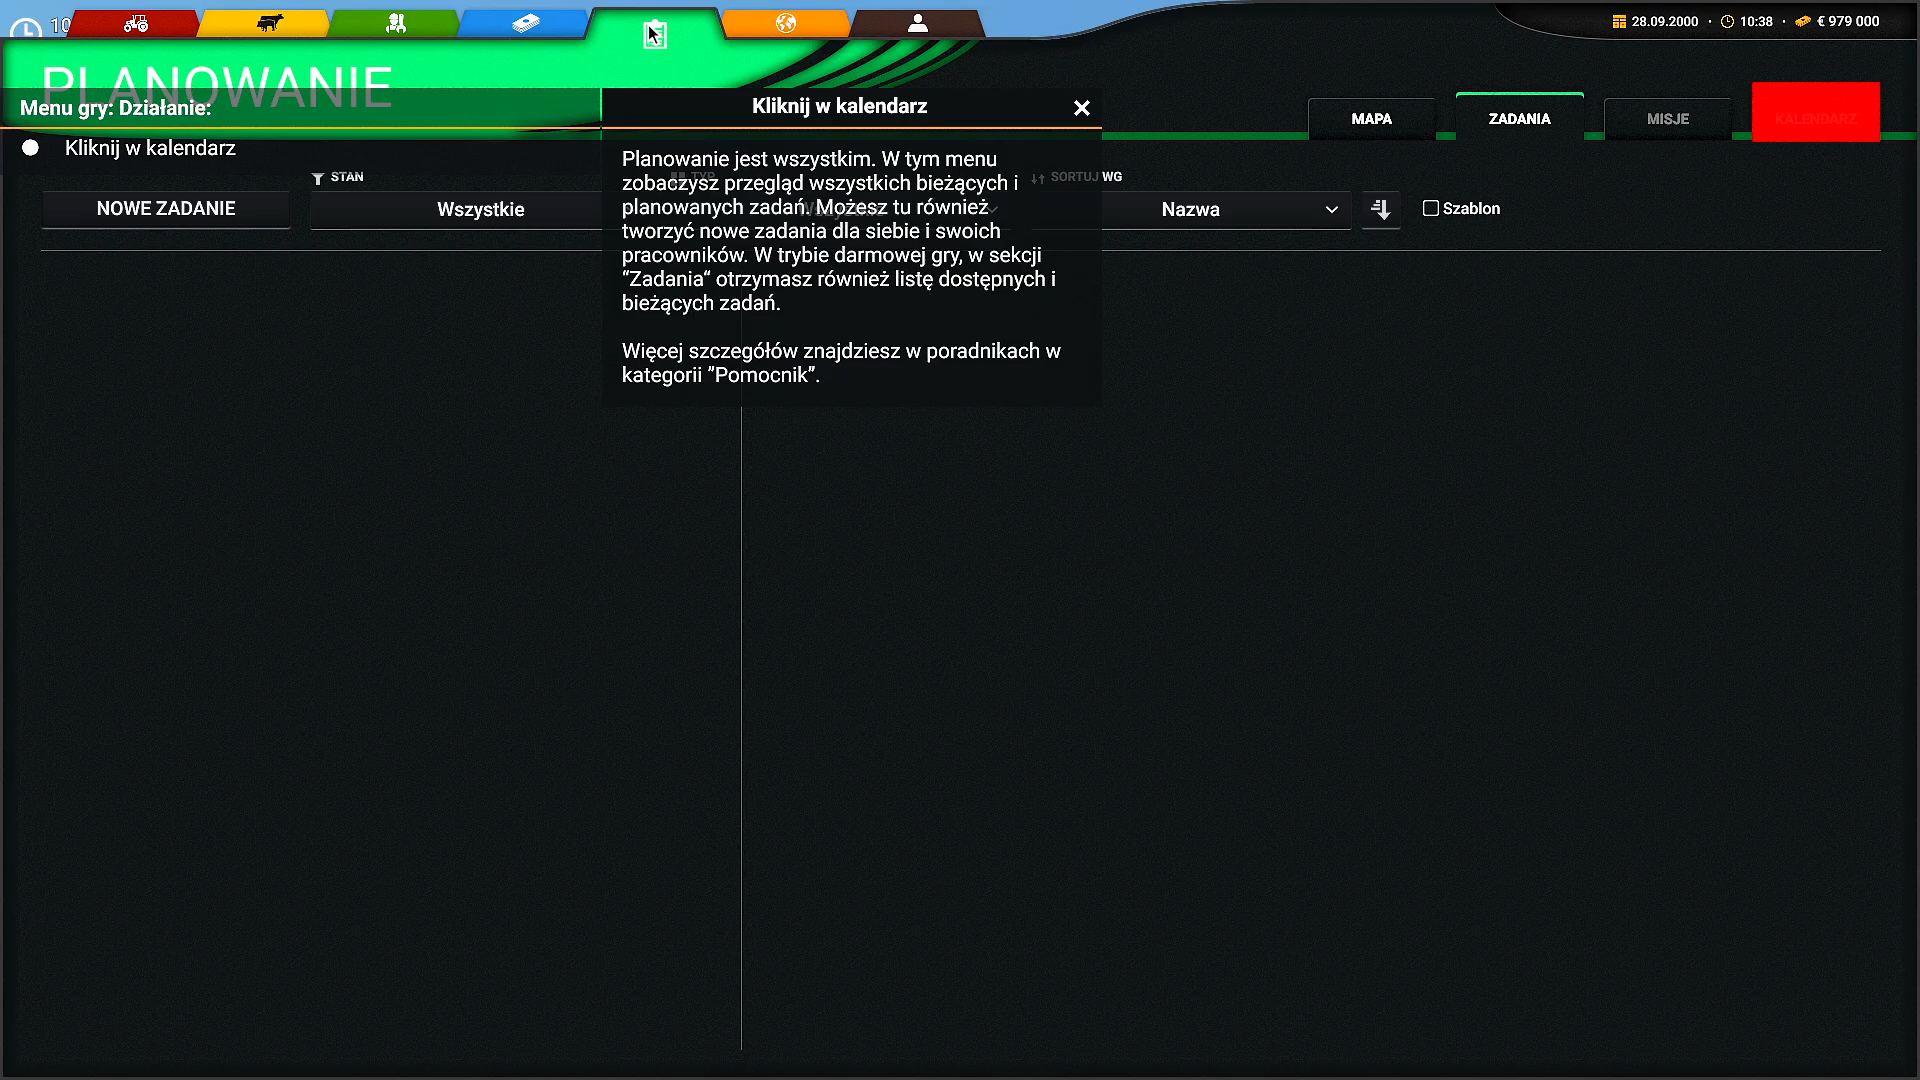 10
28.09.2000 · 10:38 · € 979 000
PLANOWANIE
Menu gry: Działanie:
Kliknij w kalendarz
Kliknij w kalendarz
Planowanie jest wszystkim. W tym menu
zobaczysz przegląd wszystkich bieżących i
planowanych zadań. Możesz tu również
tworzyć nowe zadania dla siebie i swoich
pracowników. W trybie darmowej gry, w sekcji
“Zadania“ otrzymasz również listę dostępnych i
bieżących zadań.
Więcej szczegółów znajdziesz w poradnikach w
kategorii ”Pomocnik”.
MAPA
ZADANIA
MISJE
KALENDARZ
NOWE ZADANIE
STAN
Wszystkie
TYP
Wszystkie
SORTUJ WG
Nazwa
Szablon